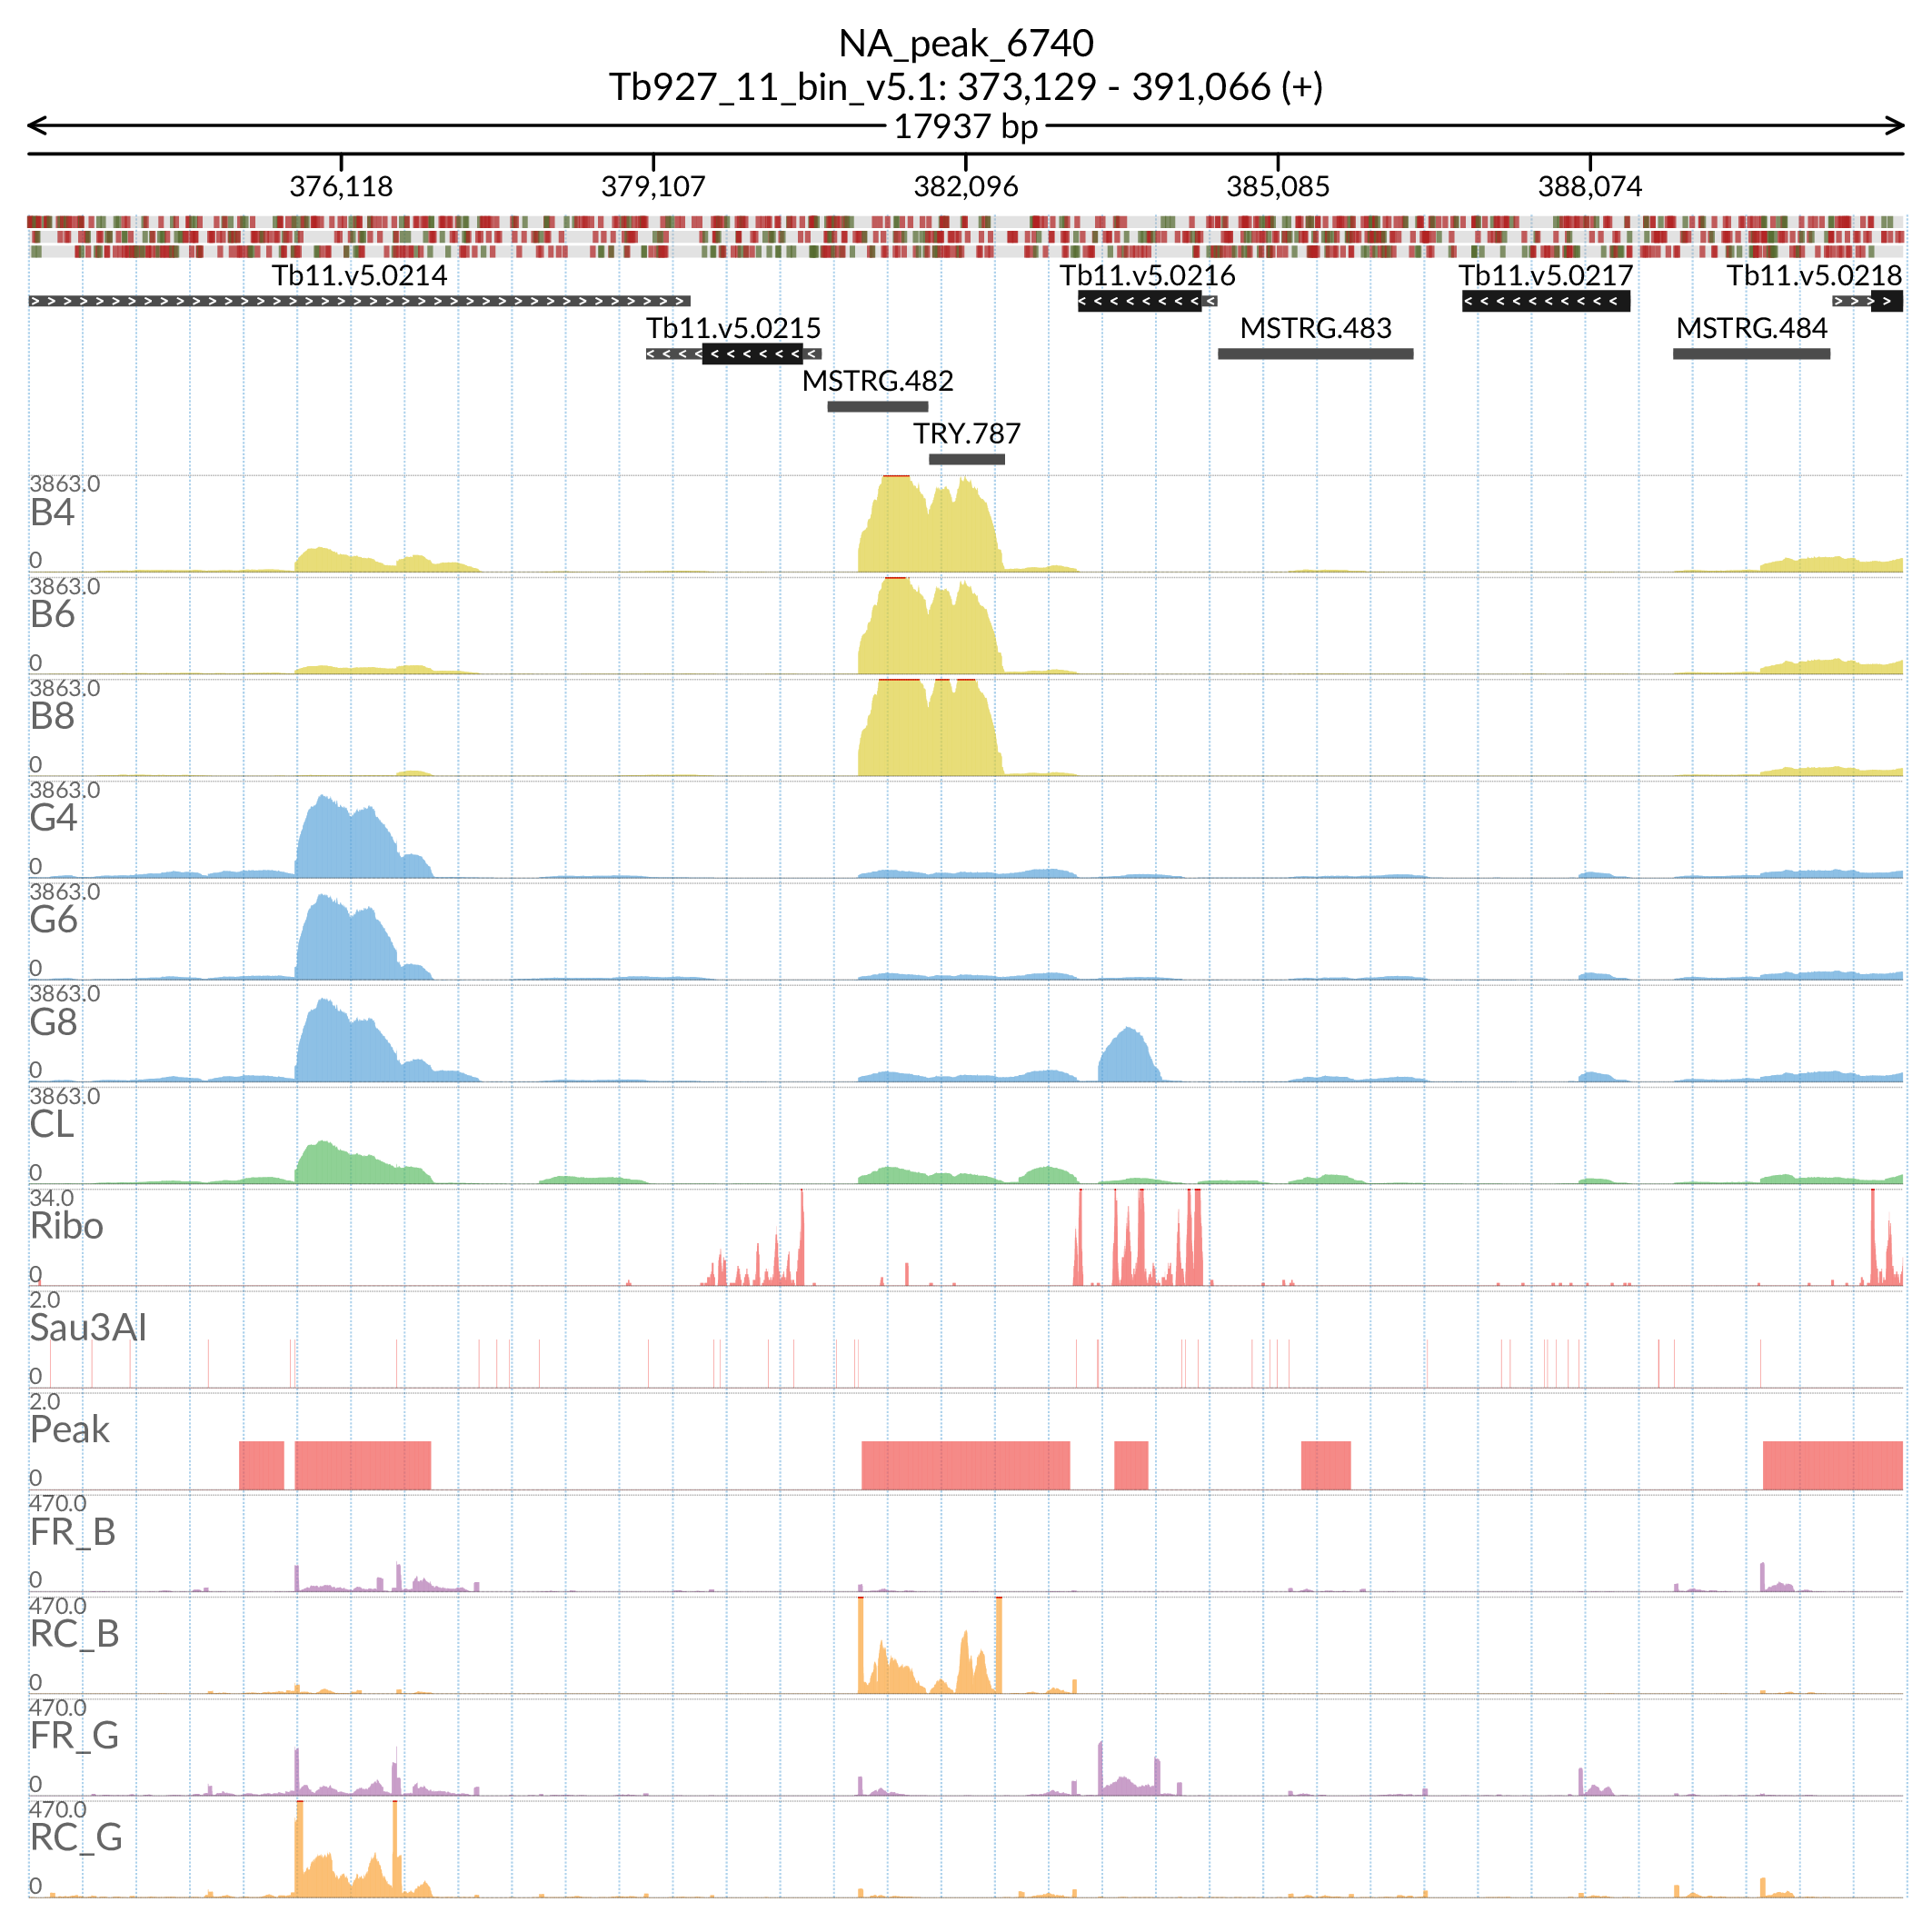 NA_peak_6740
Tb927_11_bin_v5.1: 373,129 - 391,066 (+)
17937 bp
376,118 379,107 382,096 385,085 388,074
Tb11.v5.0214 Tb11.v5.0216 Tb11.v5.0217 Tb11.v5.0218
Tb11.v5.0215 MSTRG.483 MSTRG.484
MSTRG.482
TRY.787
3863.0
B4
0
3863.0
B6
0
3863.0
B8
0
3863.0
G4
0
3863.0
G6
0
3863.0
G8
0
3863.0
CL
0
34.0
Ribo
0
2.0
Sau3AI
0
2.0
Peak
0
470.0
FR_B
0
470.0
RC_B
0
470.0
FR_G
0
470.0
RC_G
0